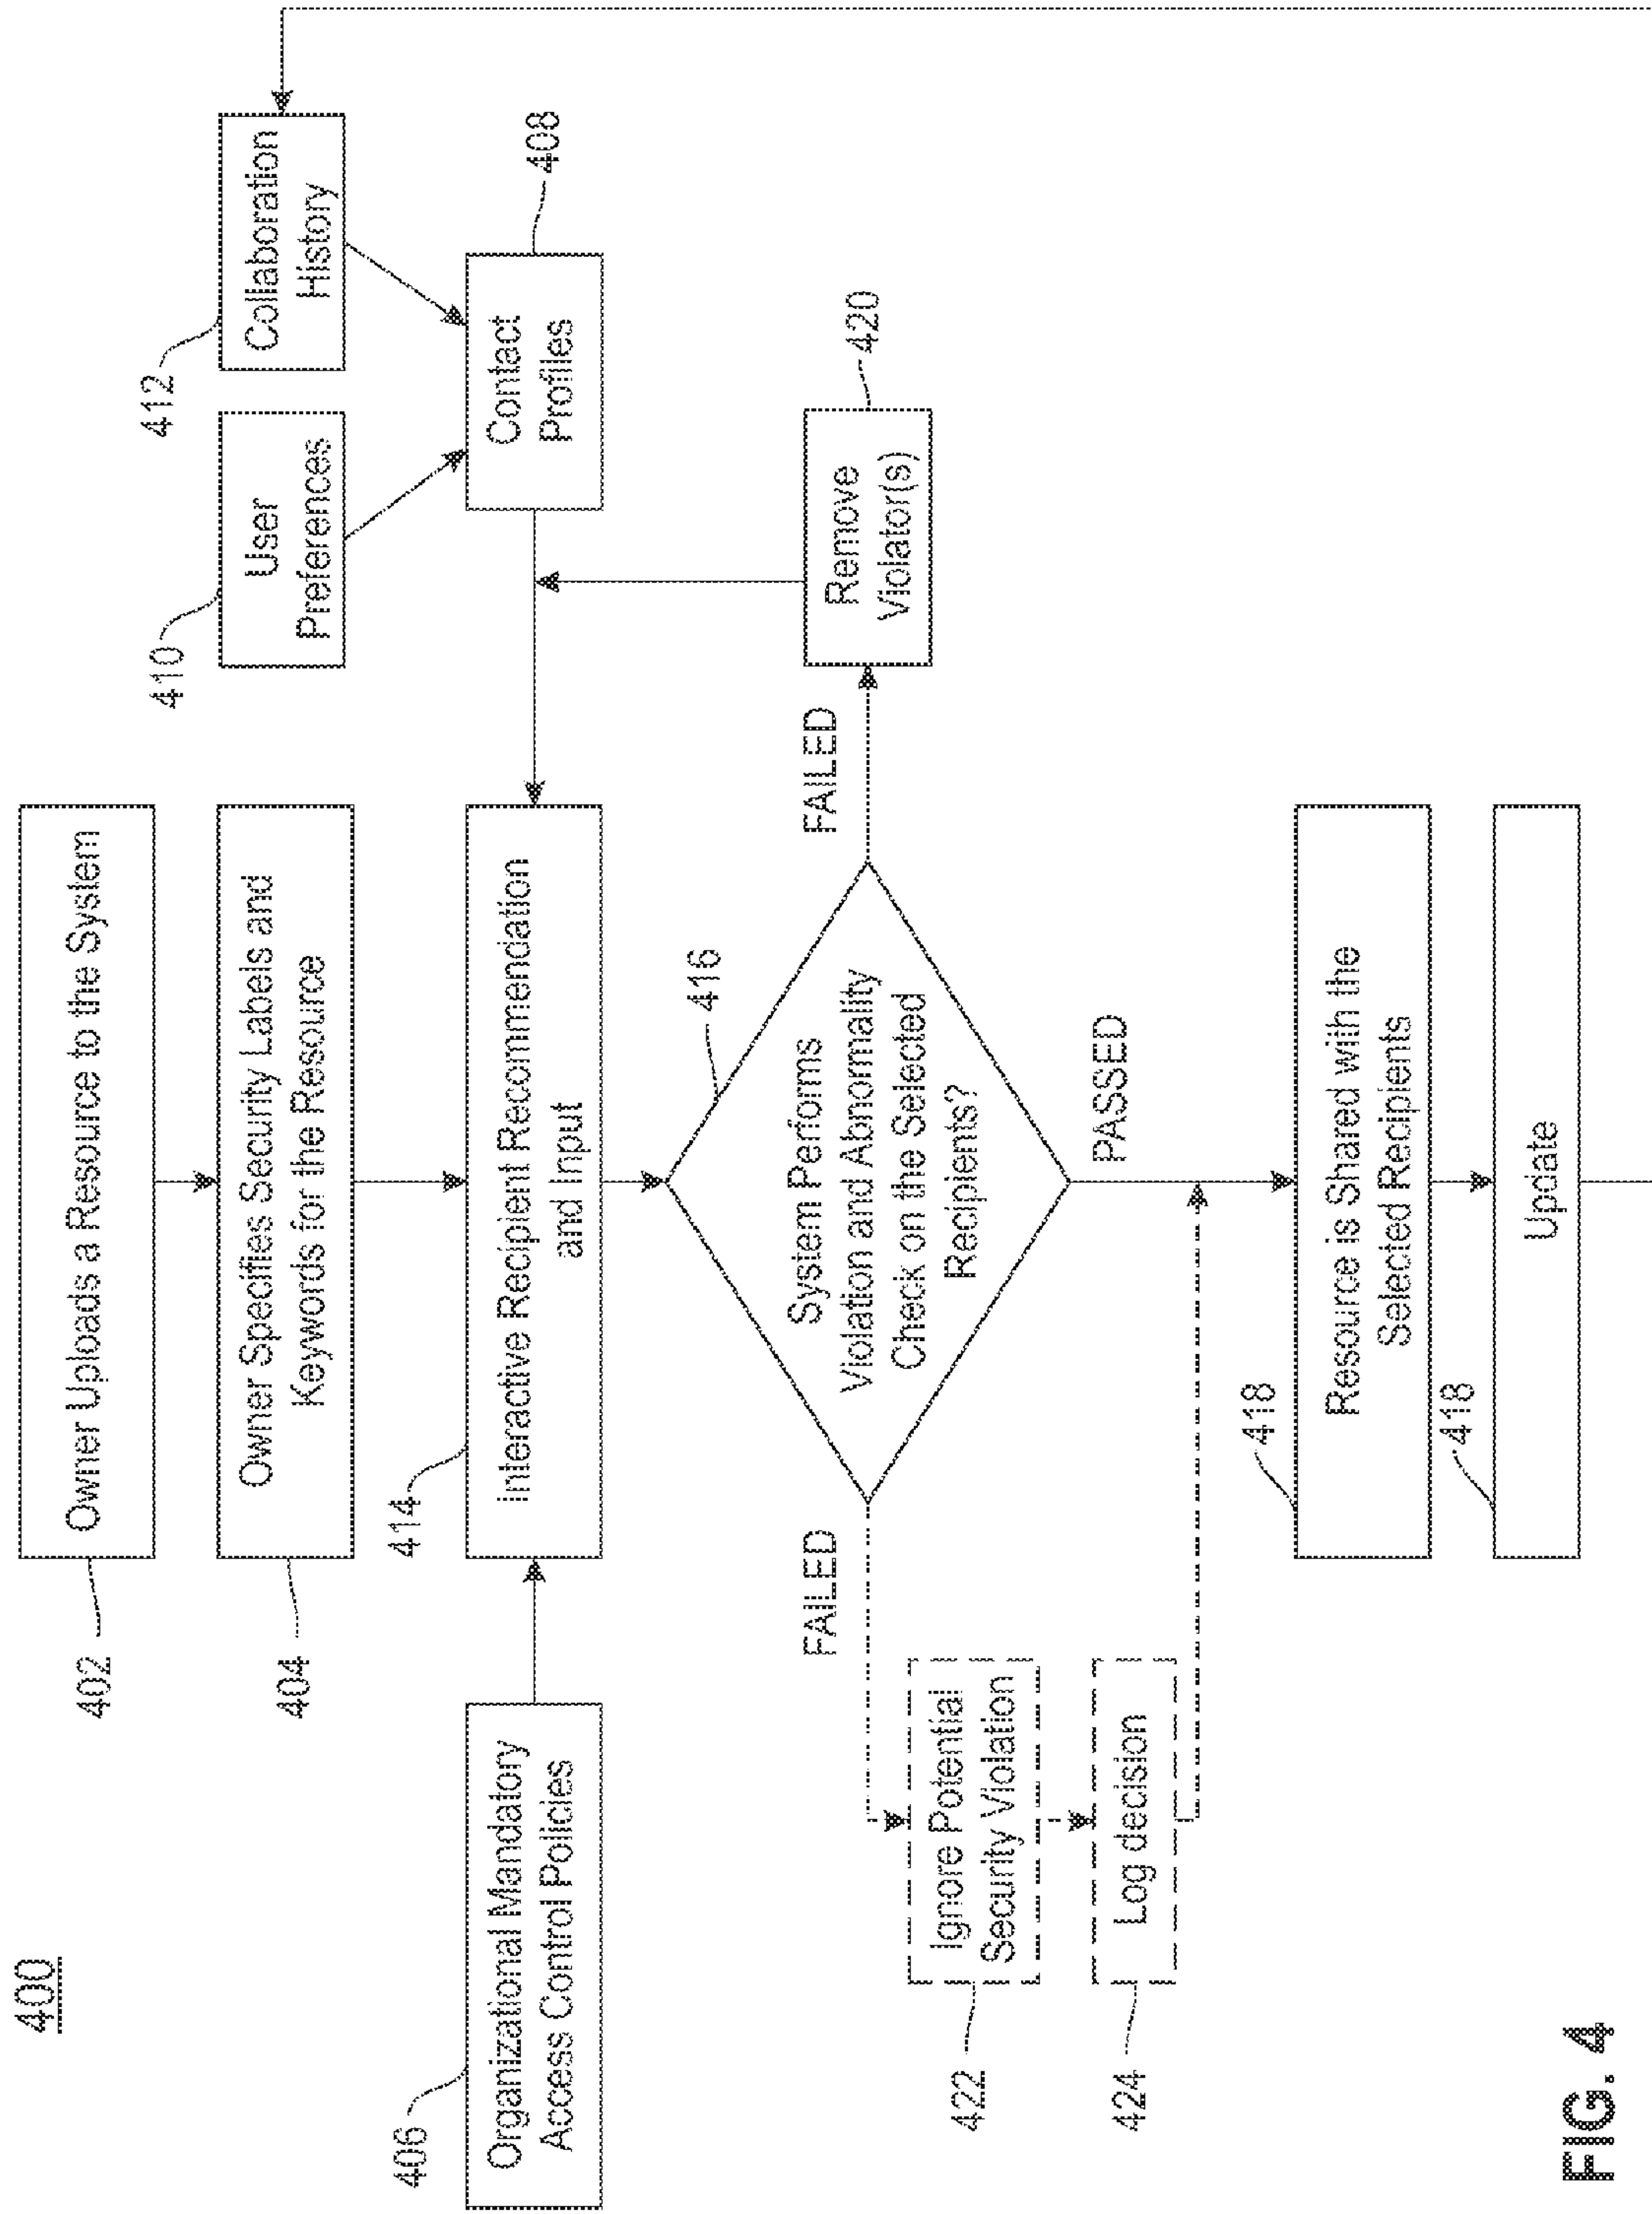 400
402
Owner Uploads a Resource to the System
404
Owner Specifies Security Labels and
Keywords for the Resource
410
User
Preferences
412
Collaboration
History
406
Organizational Mandatory
Access Control Policies
414
Interactive Recipient Recommendation
and Input
Contact
Profiles
408
416
System Performs
Violation and Abnormality
Check on the Selected
Recipients?
FAILED
FAILED
Remove
Violator(s)
420
422
Ignore Potential
Security Violation
424
Log decision
PASSED
418
Resource is Shared with the
Selected Recipients
418
Update
FIG. 4